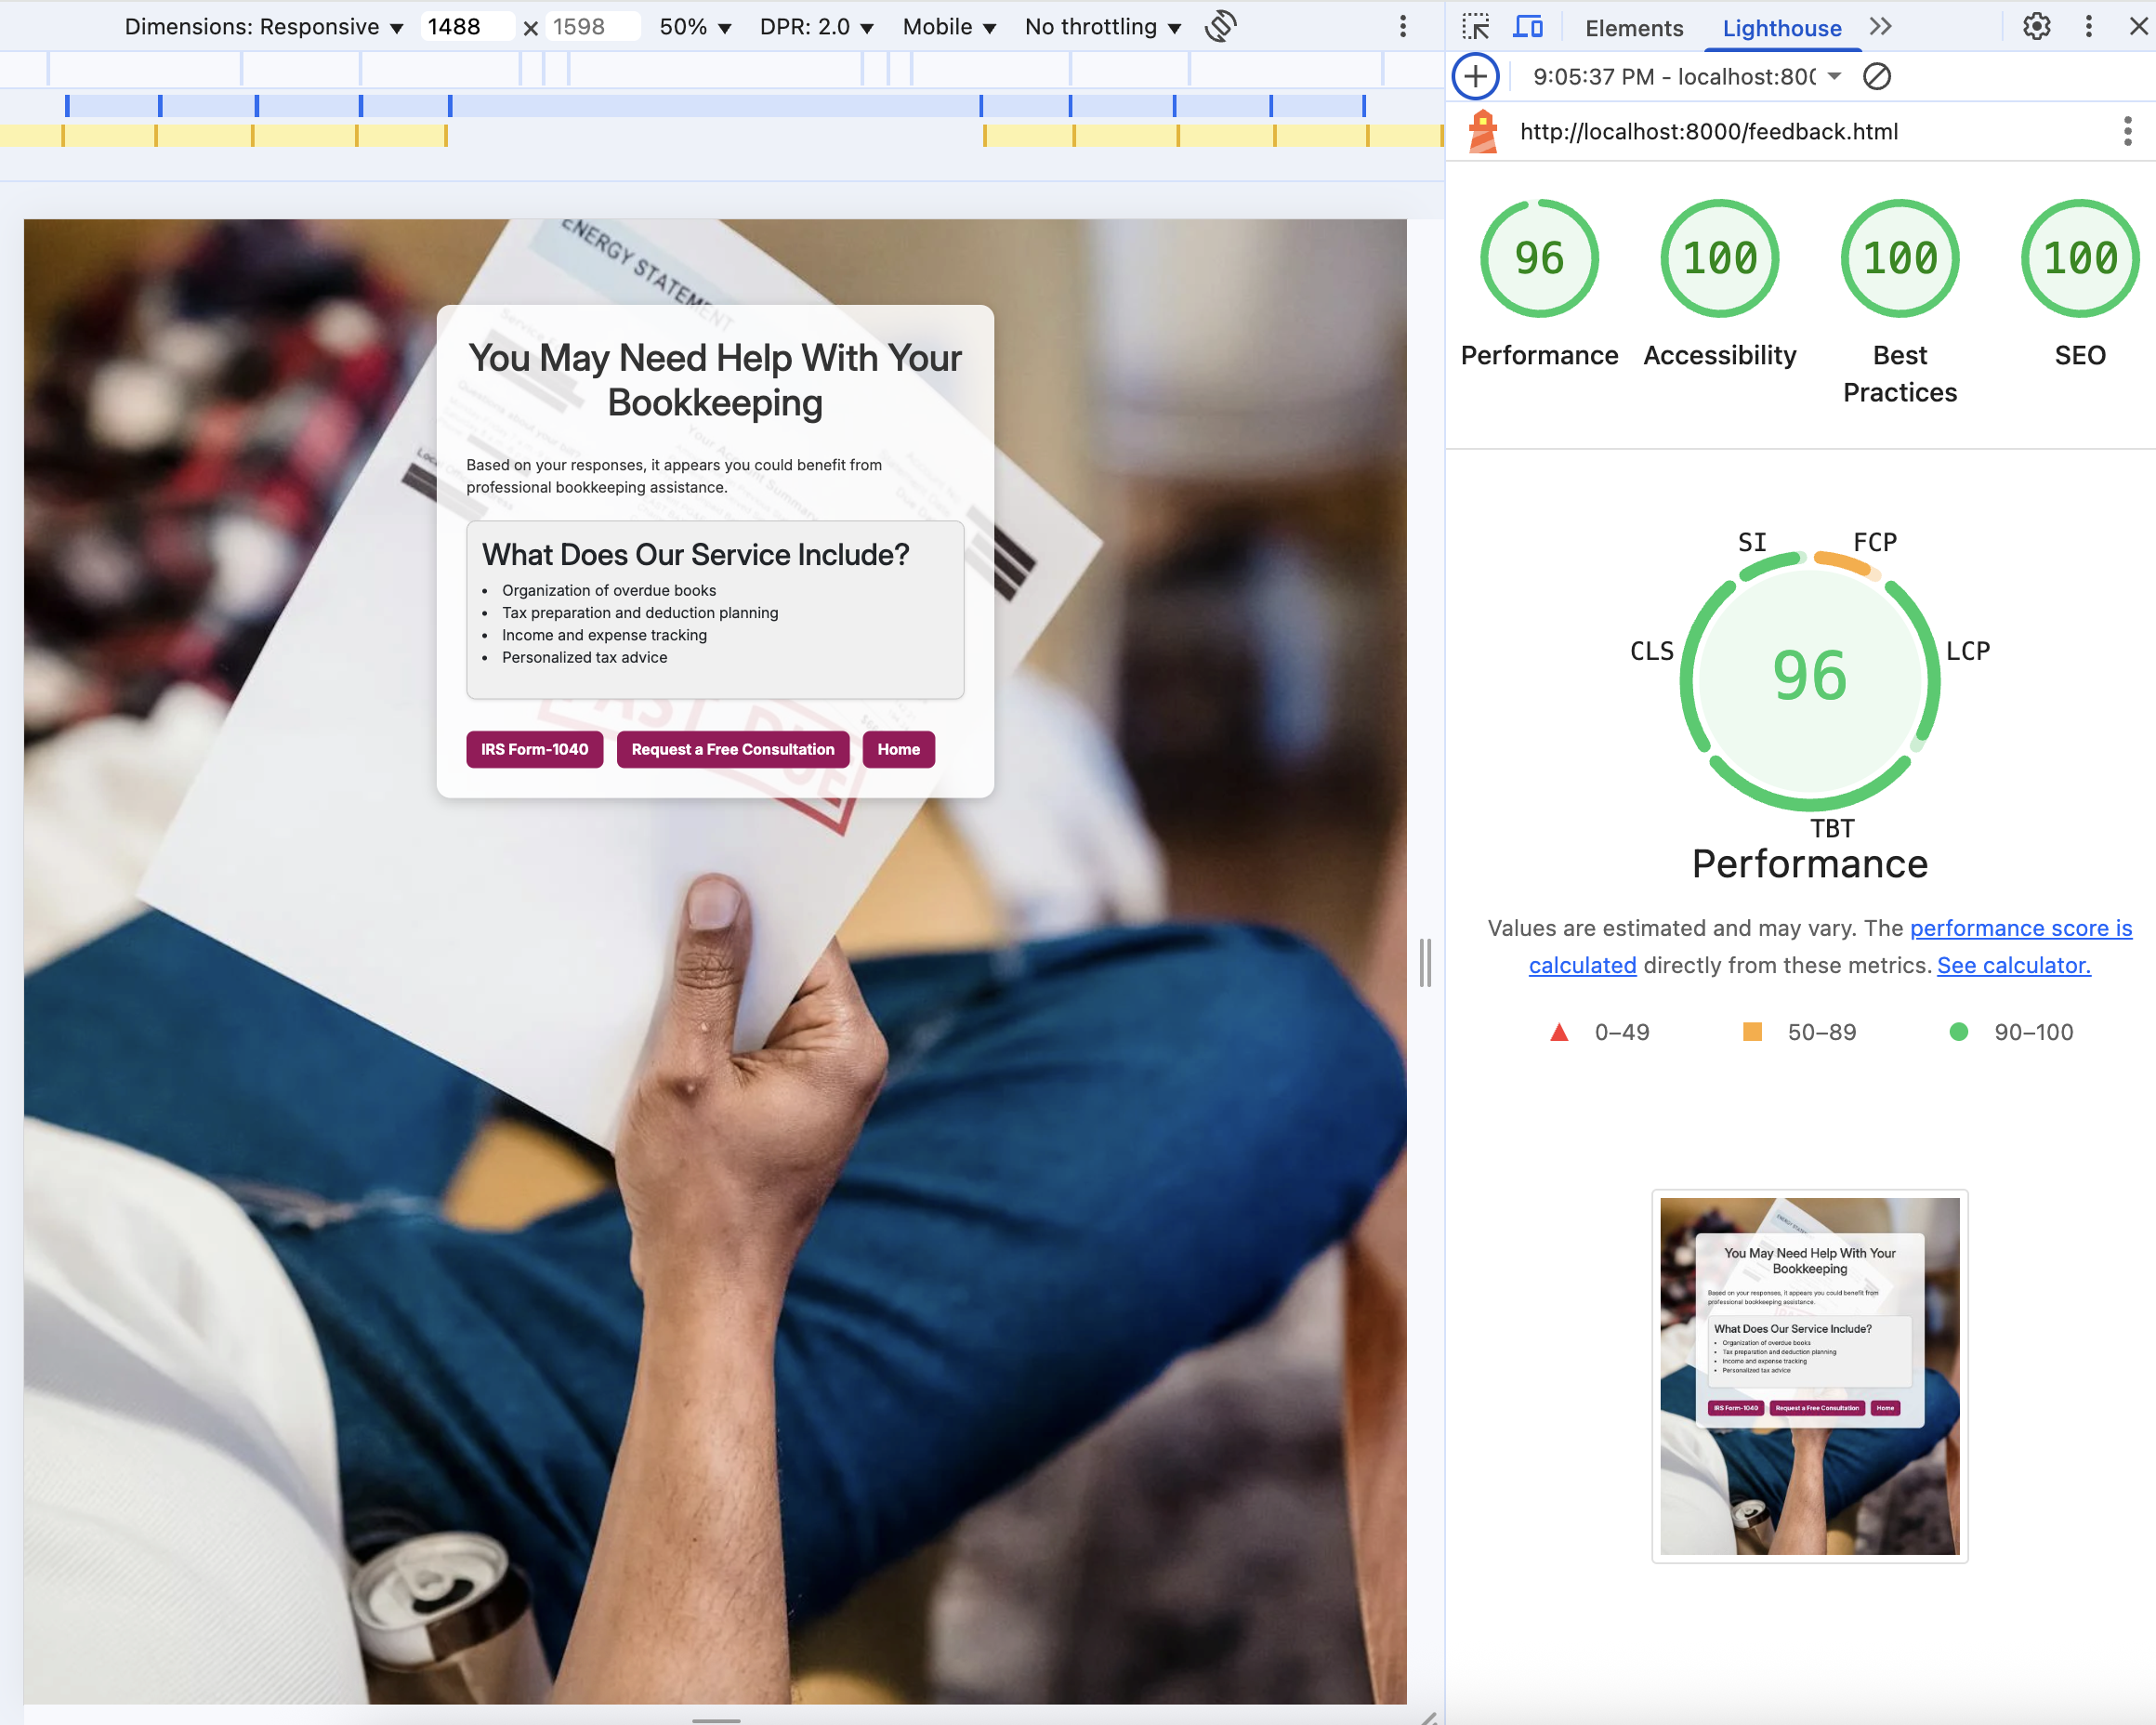 Dimensions: Responsive 1488 x 1598 50% DPR: 2.0 Mobile No throttling
Elements Lighthouse
9:05:37 PM - localhost:80
http://localhost:8000/feedback.html
96 100 100 100
Performance Accessibility Best Practices SEO
ENERGY STATEMENT
You May Need Help With Your
Bookkeeping
Based on your responses, it appears you could benefit from
professional bookkeeping assistance.
What Does Our Service Include?
• Organization of overdue books
• Tax preparation and deduction planning
• Income and expense tracking
• Personalized tax advice
PAST DUE
IRS Form-1040 Request a Free Consultation Home
SI FCP
CLS LCP
96
TBT
Performance
Values are estimated and may vary. The performance score is
calculated directly from these metrics. See calculator.
0–49 50–89 90–100
You May Need Help With Your
Bookkeeping
Based on your responses, it appears you could benefit from
professional bookkeeping assistance.
What Does Our Service Include?
• Organization of overdue books
• Tax preparation and deduction planning
• Income and expense tracking
• Personalized tax advice
IRS Form-1040 Request a Free Consultation Home